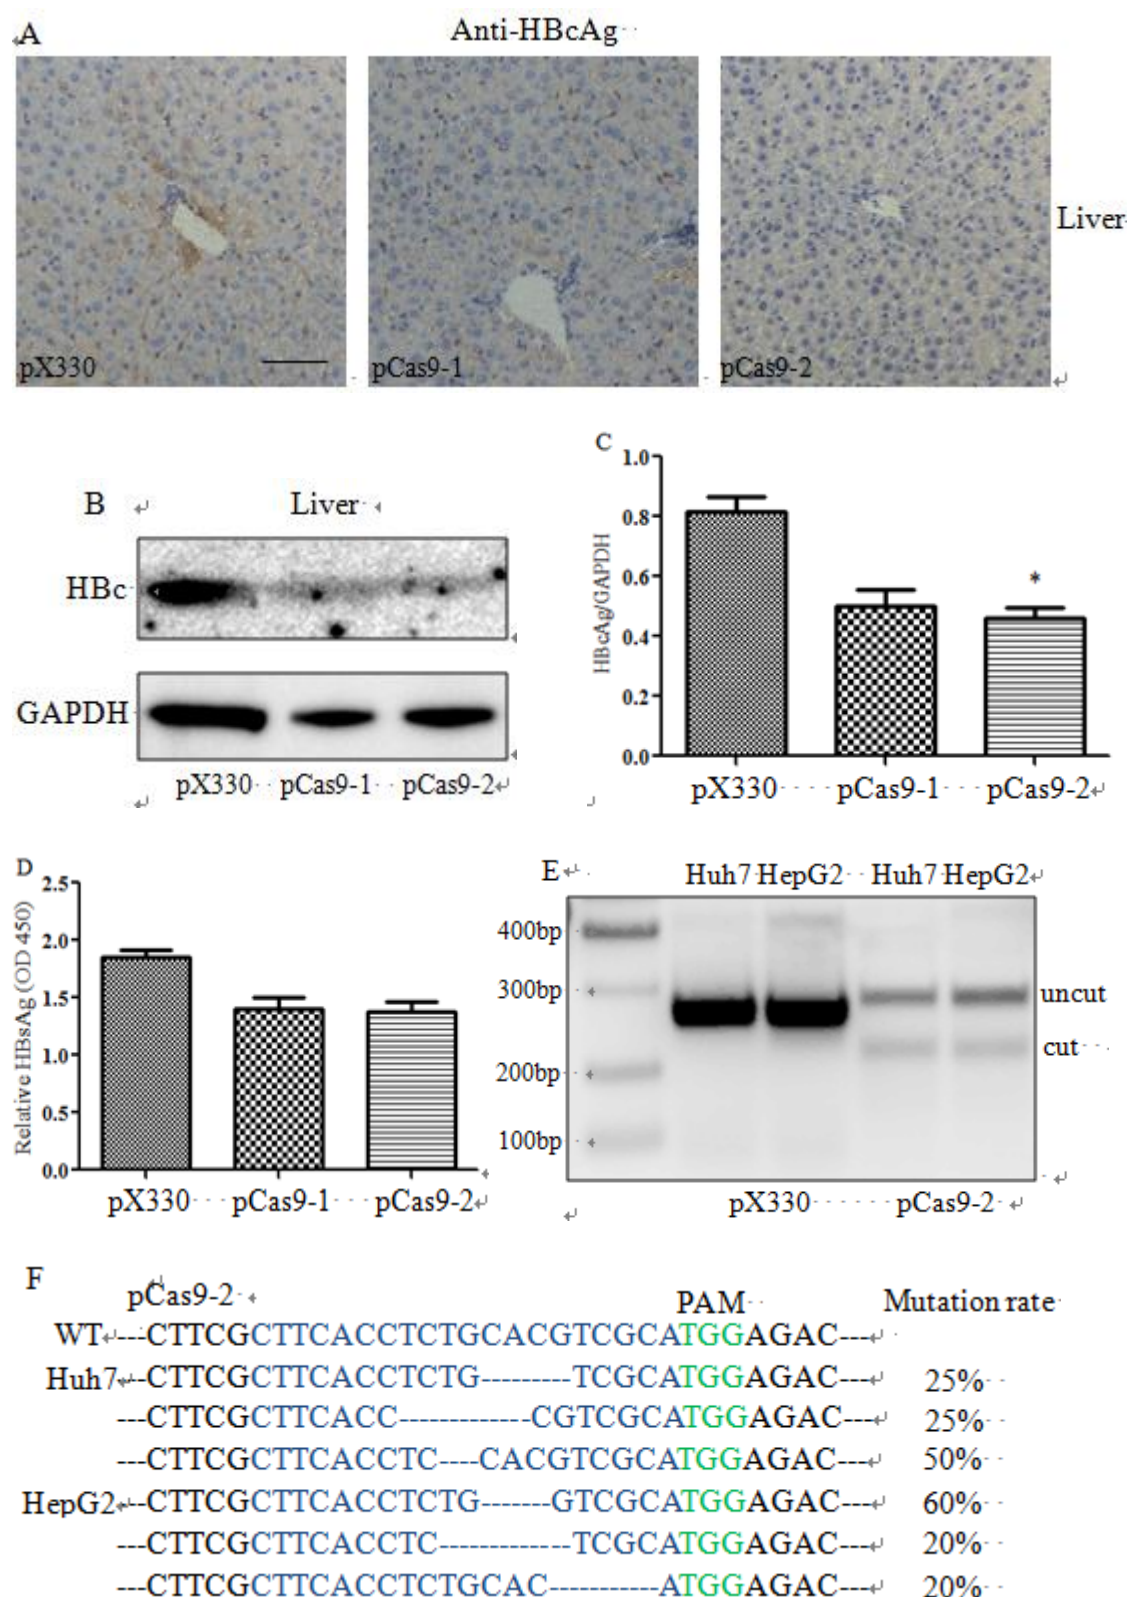 A
Anti-HBcAg
pX330
pCas9-1
pCas9-2
Liver
B
Liver
HBc
GAPDH
pX330 pCas9-1 pCas9-2
C
HBcAg/GAPDH
1.0
0.8
0.6
0.4
0.2
0.0
*
pX330 pCas9-1 pCas9-2
D
Relative HBsAg (OD 450)
2.5
2.0
1.5
1.0
0.5
0.0
pX330 pCas9-1 pCas9-2
E
Huh7 HepG2 Huh7 HepG2
400bp
300bp
200bp
100bp
uncut
cut
pX330 pCas9-2
F
pCas9-2 PAM Mutation rate
WT ---CTTCGCTTCACCTCTGCACGTCGCATGGAGAC---
Huh7 ---CTTCGCTTCACCTCTG---------TCGCATGGAGAC--- 25%
---CTTCGCTTCACC-------------CGTCGCATGGAGAC--- 25%
---CTTCGCTTCACCTC----CACGTCGCATGGAGAC--- 50%
HepG2 ---CTTCGCTTCACCTCTG-------GTCGCATGGAGAC--- 60%
---CTTCGCTTCACCTC-------------TCGCATGGAGAC--- 20%
---CTTCGCTTCACCTCTGCAC-----------ATGGAGAC--- 20%